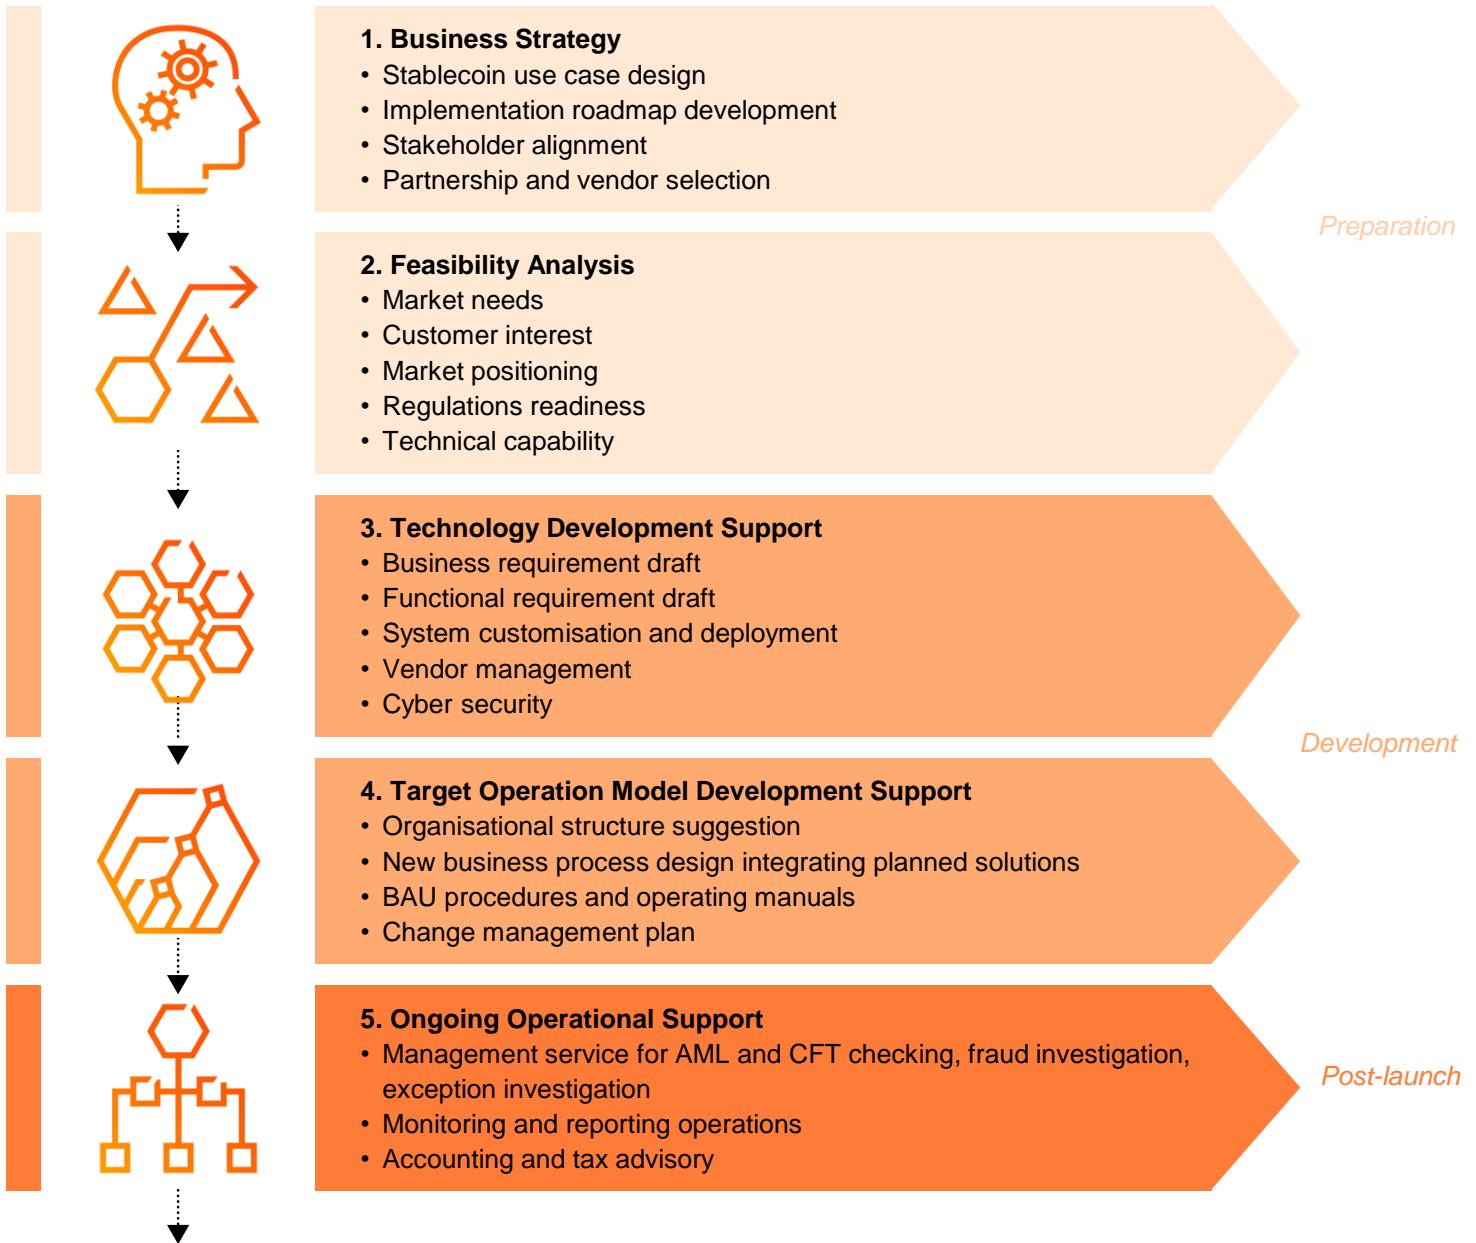 1. Business Strategy
• Stablecoin use case design
• Implementation roadmap development
• Stakeholder alignment
• Partnership and vendor selection
Preparation
2. Feasibility Analysis
• Market needs
• Customer interest
• Market positioning
• Regulations readiness
• Technical capability
3. Technology Development Support
• Business requirement draft
• Functional requirement draft
• System customisation and deployment
• Vendor management
• Cyber security
Development
4. Target Operation Model Development Support
• Organisational structure suggestion
• New business process design integrating planned solutions
• BAU procedures and operating manuals
• Change management plan
5. Ongoing Operational Support
• Management service for AML and CFT checking, fraud investigation,
exception investigation
• Monitoring and reporting operations
• Accounting and tax advisory
Post-launch